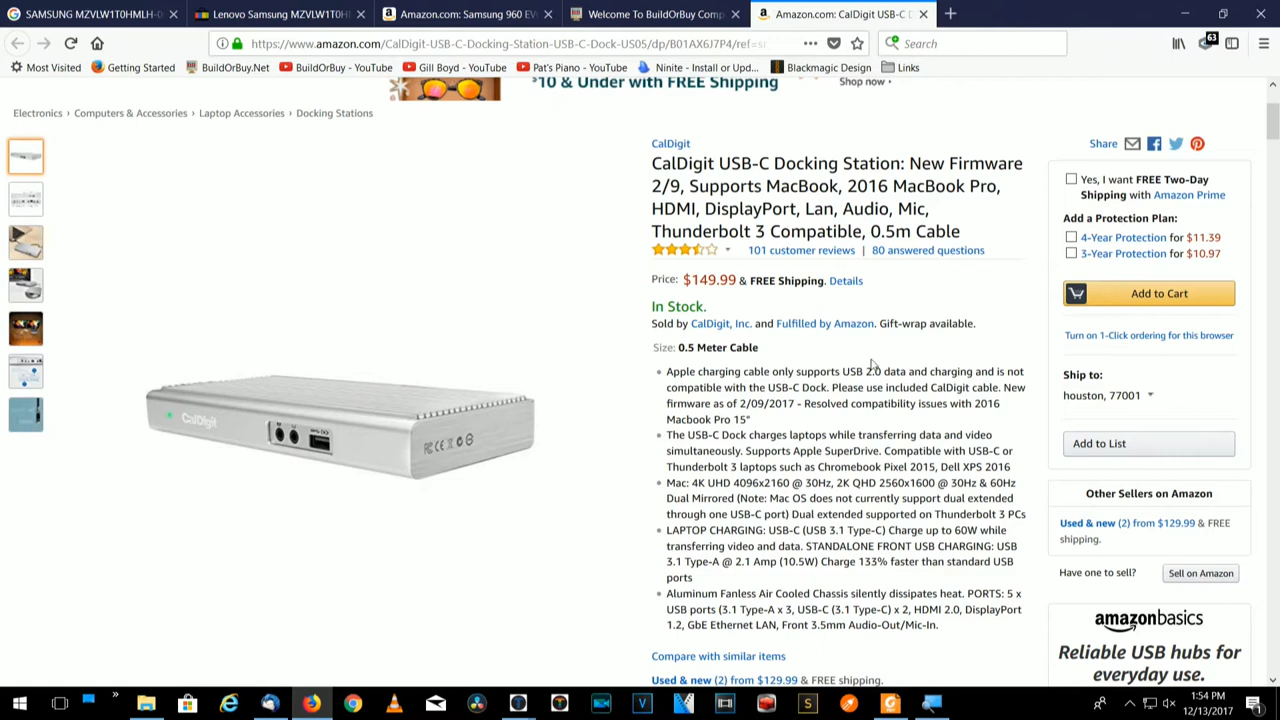 SAMSUNG MZVLW1T0HMLH-0
Lenovo Samsung MZVLW1T0H
Amazon.com: Samsung 960 EV
Welcome To BuildOrBuy Comp
Amazon.com: CalDigit USB-C D
https://www.amazon.com/CalDigit-USB-C-Docking-Station-USB-C-Dock-US05/dp/B01AX6J7P4/ref=sr
Search
63
Most Visited
Getting Started
BuildOrBuy.Net
BuildOrBuy - YouTube
Gill Boyd - YouTube
Pat's Piano - YouTube
Ninite - Install or Upd...
Blackmagic Design
Links
$10 & Under with FREE Shipping
Shop now ›
Electronics › Computers & Accessories › Laptop Accessories › Docking Stations
CalDigit
CalDigit USB-C Docking Station: New Firmware
2/9, Supports MacBook, 2016 MacBook Pro,
HDMI, DisplayPort, Lan, Audio, Mic,
Thunderbolt 3 Compatible, 0.5m Cable
101 customer reviews | 80 answered questions
Price: $149.99 & FREE Shipping. Details
In Stock.
Sold by CalDigit, Inc. and Fulfilled by Amazon. Gift-wrap available.
Size: 0.5 Meter Cable
Apple charging cable only supports USB 2.0 data and charging and is not
compatible with the USB-C Dock. Please use included CalDigit cable. New
firmware as of 2/09/2017 - Resolved compatibility issues with 2016
Macbook Pro 15"
The USB-C Dock charges laptops while transferring data and video
simultaneously. Supports Apple SuperDrive. Compatible with USB-C or
Thunderbolt 3 laptops such as Chromebook Pixel 2015, Dell XPS 2016
Mac: 4K UHD 4096x2160 @ 30Hz, 2K QHD 2560x1600 @ 30Hz & 60Hz
Dual Mirrored (Note: Mac OS does not currently support dual extended
through one USB-C port) Dual extended supported on Thunderbolt 3 PCs
LAPTOP CHARGING: USB-C (USB 3.1 Type-C) Charge up to 60W while
transferring video and data. STANDALONE FRONT USB CHARGING: USB
3.1 Type-A @ 2.1 Amp (10.5W) Charge 133% faster than standard USB
ports
Aluminum Fanless Air Cooled Chassis silently dissipates heat. PORTS: 5 x
USB ports (3.1 Type-A x 3, USB-C (3.1 Type-C) x 2, HDMI 2.0, DisplayPort
1.2, GbE Ethernet LAN, Front 3.5mm Audio-Out/Mic-In.
Compare with similar items
Used & new (2) from $129.99 & FREE shipping.
CalDigit
Share
Yes, I want FREE Two-Day
Shipping with Amazon Prime
Add a Protection Plan:
4-Year Protection for $11.39
3-Year Protection for $10.97
Add to Cart
Turn on 1-Click ordering for this browser
Ship to:
houston, 77001
Add to List
Other Sellers on Amazon
Used & new (2) from $129.99 & FREE
shipping.
Have one to sell?
Sell on Amazon
amazonbasics
Reliable USB hubs for
everyday use.
1:54 PM
12/13/2017
1